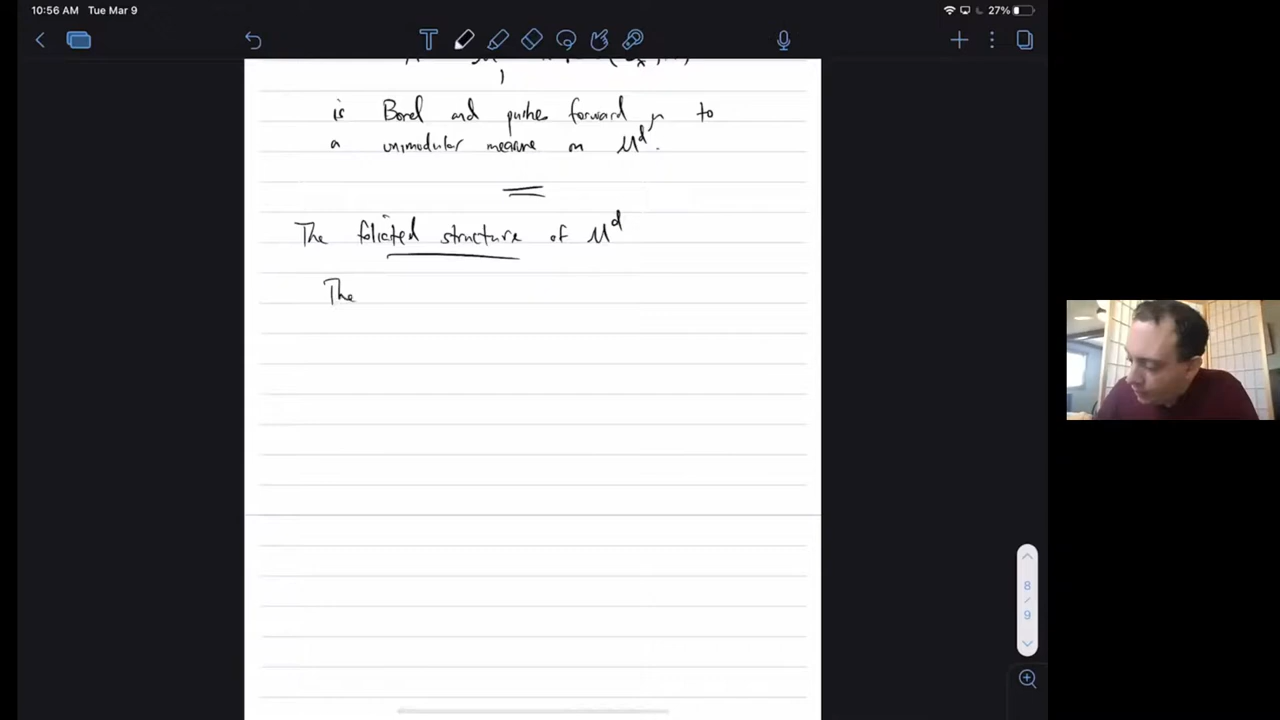 10:56 AM Tue Mar 9
27%
is Borel and pushes forward μ to
a unimodular measure on M^d.
The foliated structure of M^d
The
8
/
9